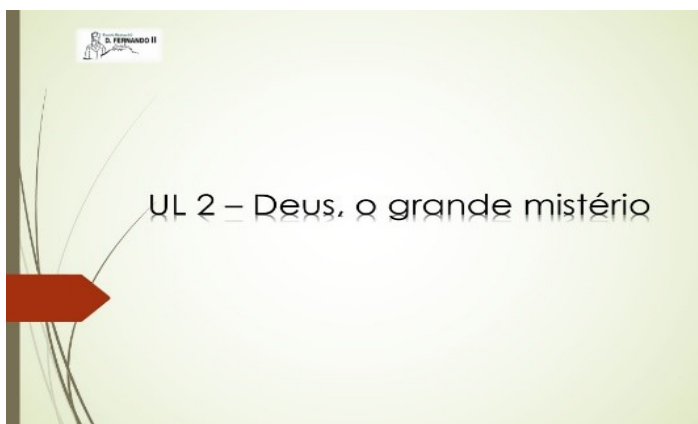 D. FERNANDO II
UL 2 – Deus, o grande mistério